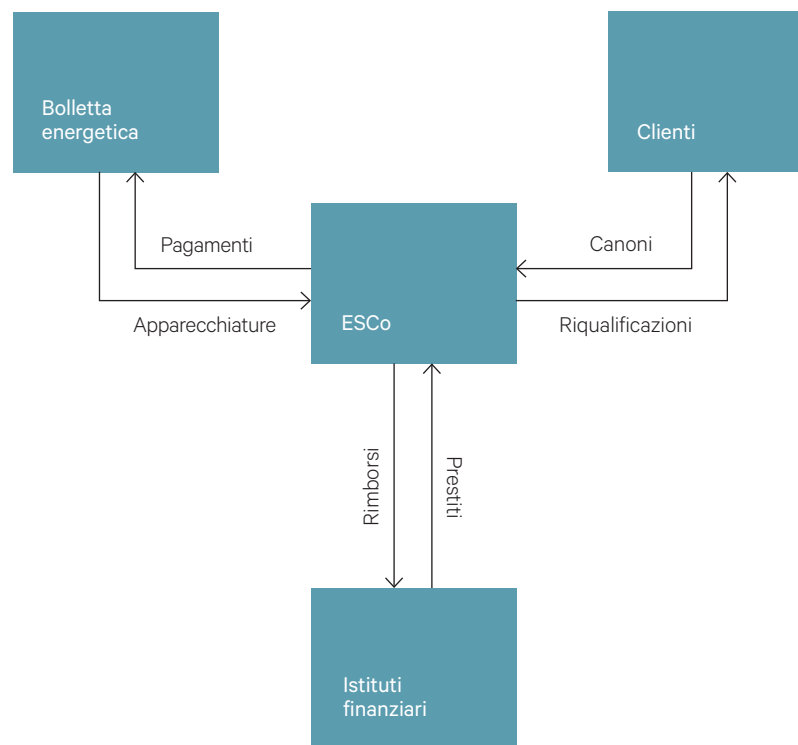 Bolletta
energetica
Clienti
Pagamenti
Canoni
Apparecchiature
ESCo
Riqualificazioni
Rimborsi
Prestiti
Istituti
finanziari